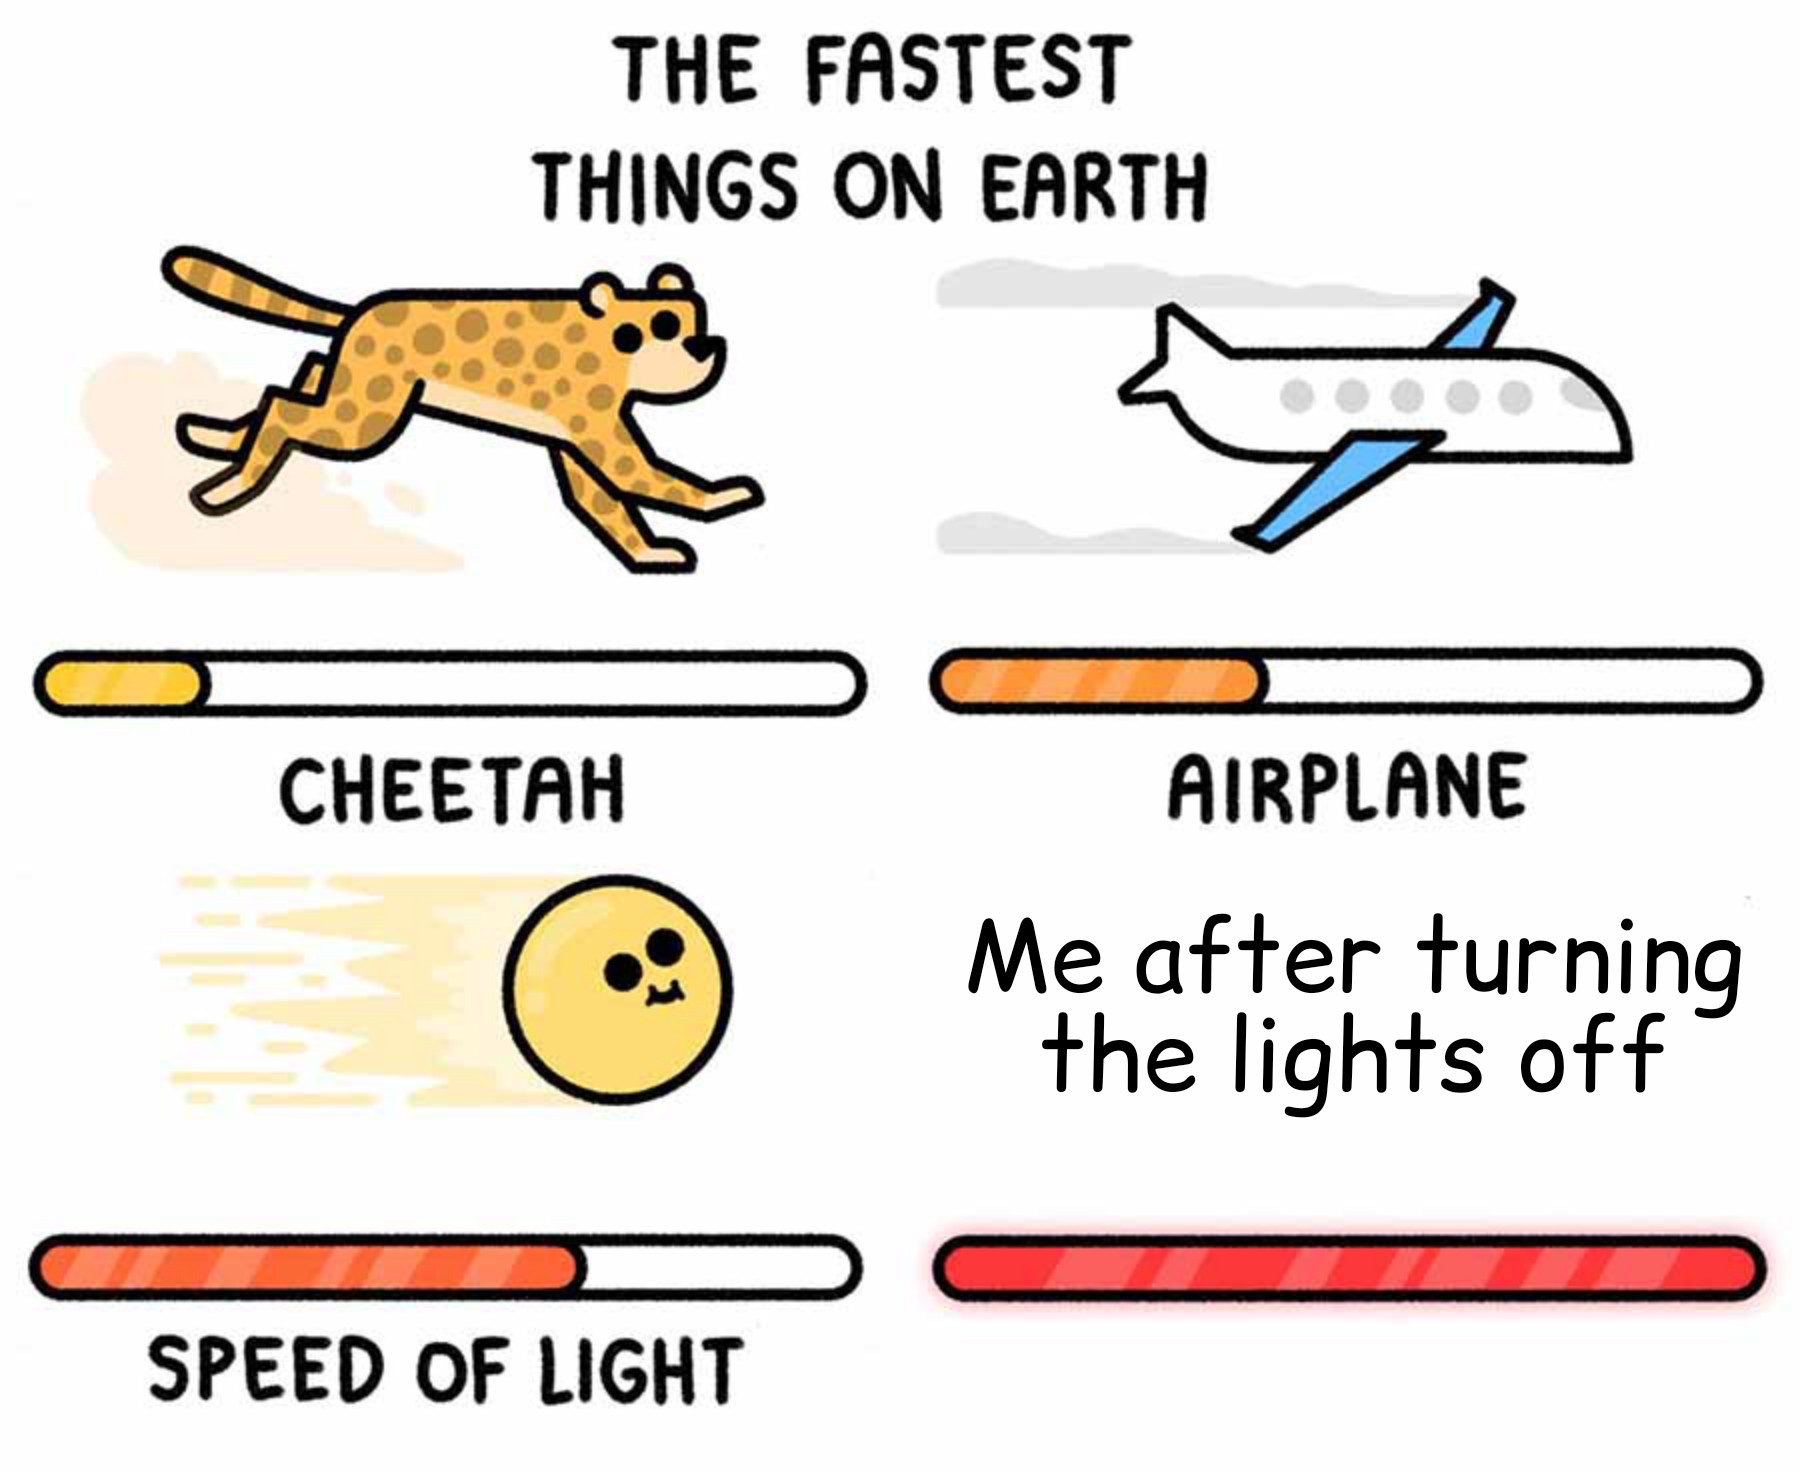 THE FASTEST
THINGS ON EARTH
CHEETAH
AIRPLANE
Me after turning
the lights off
SPEED OF LIGHT